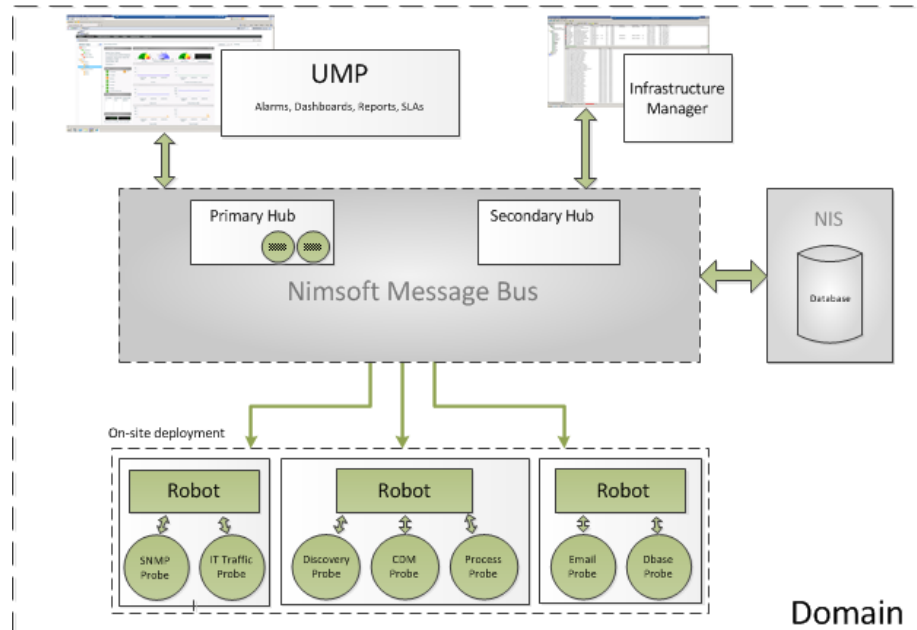 UMP
Alarms, Dashboards, Reports, SLAs
Infrastructure
Manager
Primary Hub
Secondary Hub
Nimsoft Message Bus
NIS
Database
On-site deployment
Robot
Robot
Robot
SNMP
Probe
IT Traffic
Probe
Discovery
Probe
CDM
Probe
Process
Probe
Email
Probe
Dbase
Probe
Domain